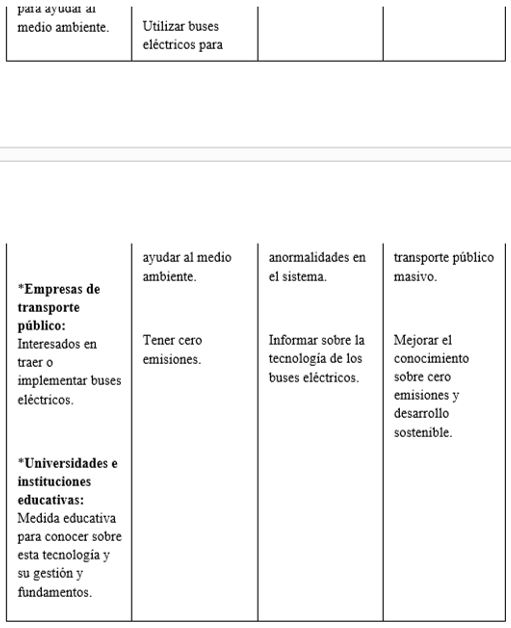 para ayudar al
medio ambiente.
Utilizar buses
eléctricos para
*Empresas de
transporte
público:
Interesados en
traer o
implementar buses
eléctricos.
*Universidades e
instituciones
educativas:
Medida educativa
para conocer sobre
esta tecnología y
su gestión y
fundamentos.
ayudar al medio
ambiente.
Tener cero
emisiones.
anormalidades en
el sistema.
Informar sobre la
tecnología de los
buses eléctricos.
transporte público
masivo.
Mejorar el
conocimiento
sobre cero
emisiones y
desarrollo
sostenible.